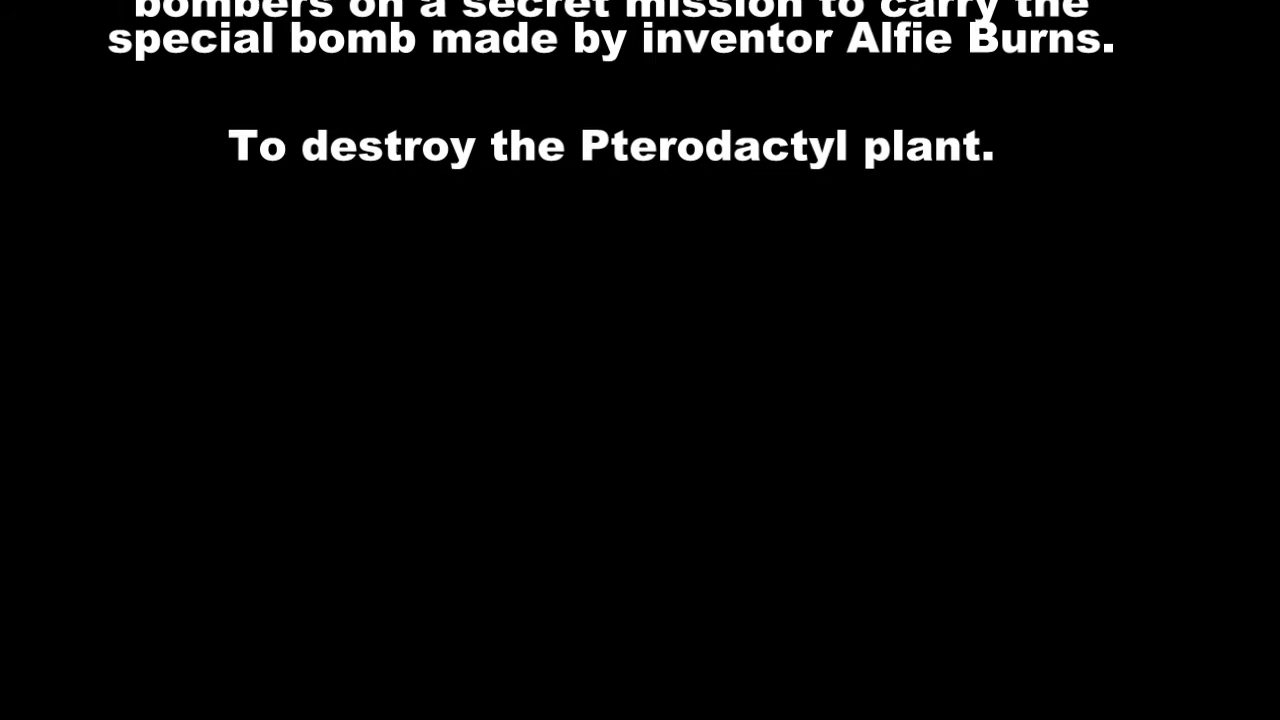 bombers on a secret mission to carry the
special bomb made by inventor Alfie Burns.
To destroy the Pterodactyl plant.